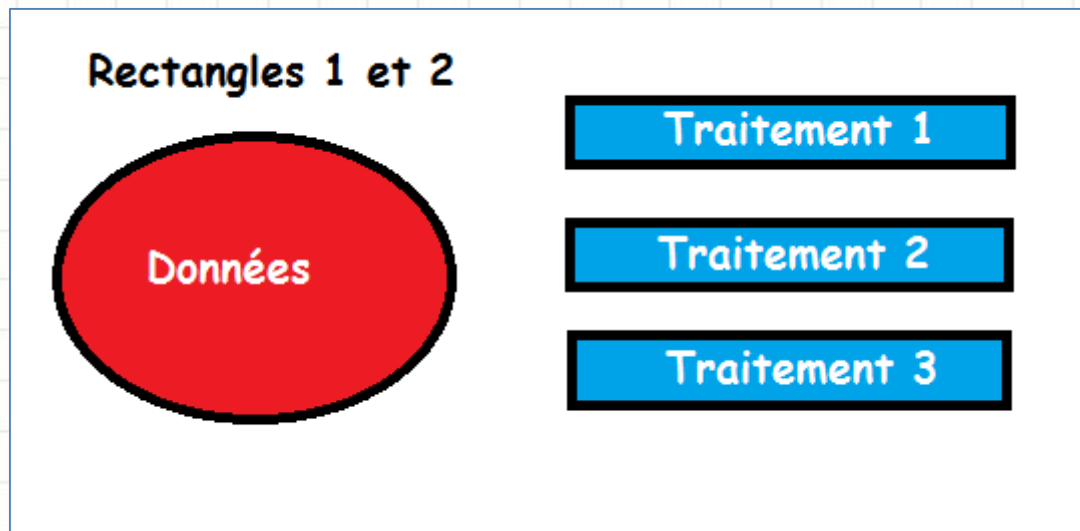 Rectangles 1 et 2
Données
Traitement 1
Traitement 2
Traitement 3